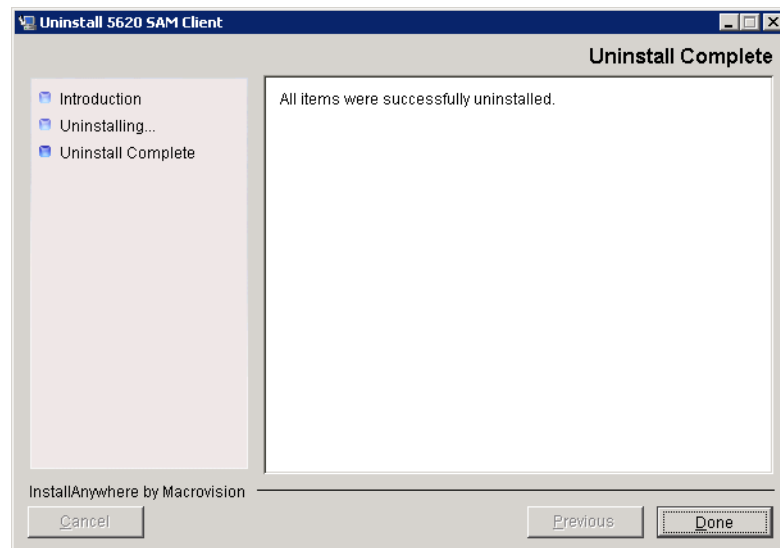 Uninstall 5620 SAM Client
Uninstall Complete
Introduction
Uninstalling...
Uninstall Complete
All items were successfully uninstalled.
InstallAnywhere by Macrovision
Cancel
Previous
Done